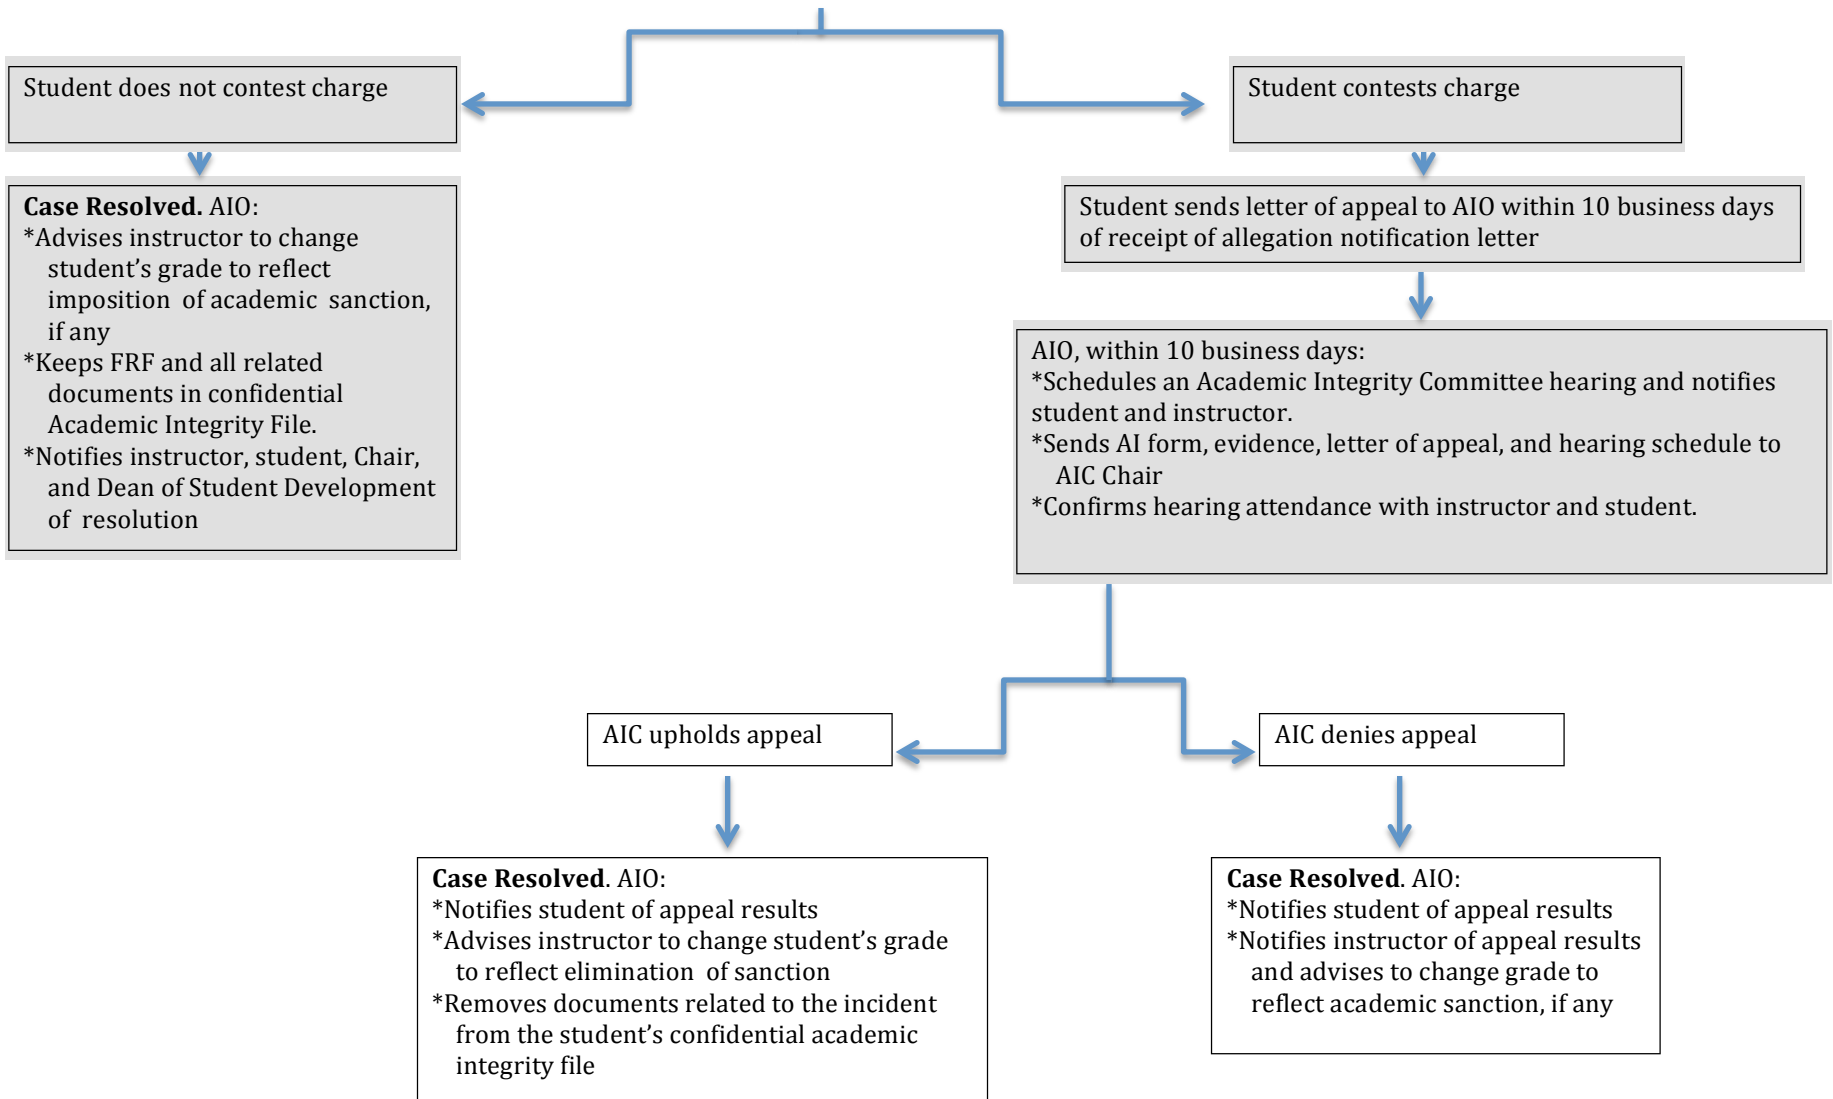 Student does not contest charge
Student contests charge
Case Resolved. AIO:
*Advises instructor to change
student’s grade to reflect
imposition of academic sanction,
if any
*Keeps FRF and all related
documents in confidential
Academic Integrity File.
*Notifies instructor, student, Chair,
and Dean of Student Development
of resolution
Student sends letter of appeal to AIO within 10 business days
of receipt of allegation notification letter
AIO, within 10 business days:
*Schedules an Academic Integrity Committee hearing and notifies
student and instructor.
*Sends AI form, evidence, letter of appeal, and hearing schedule to
AIC Chair
*Confirms hearing attendance with instructor and student.
AIC upholds appeal
AIC denies appeal
Case Resolved. AIO:
*Notifies student of appeal results
*Advises instructor to change student’s grade
to reflect elimination of sanction
*Removes documents related to the incident
from the student’s confidential academic
integrity file
Case Resolved. AIO:
*Notifies student of appeal results
*Notifies instructor of appeal results
and advises to change grade to
reflect academic sanction, if any